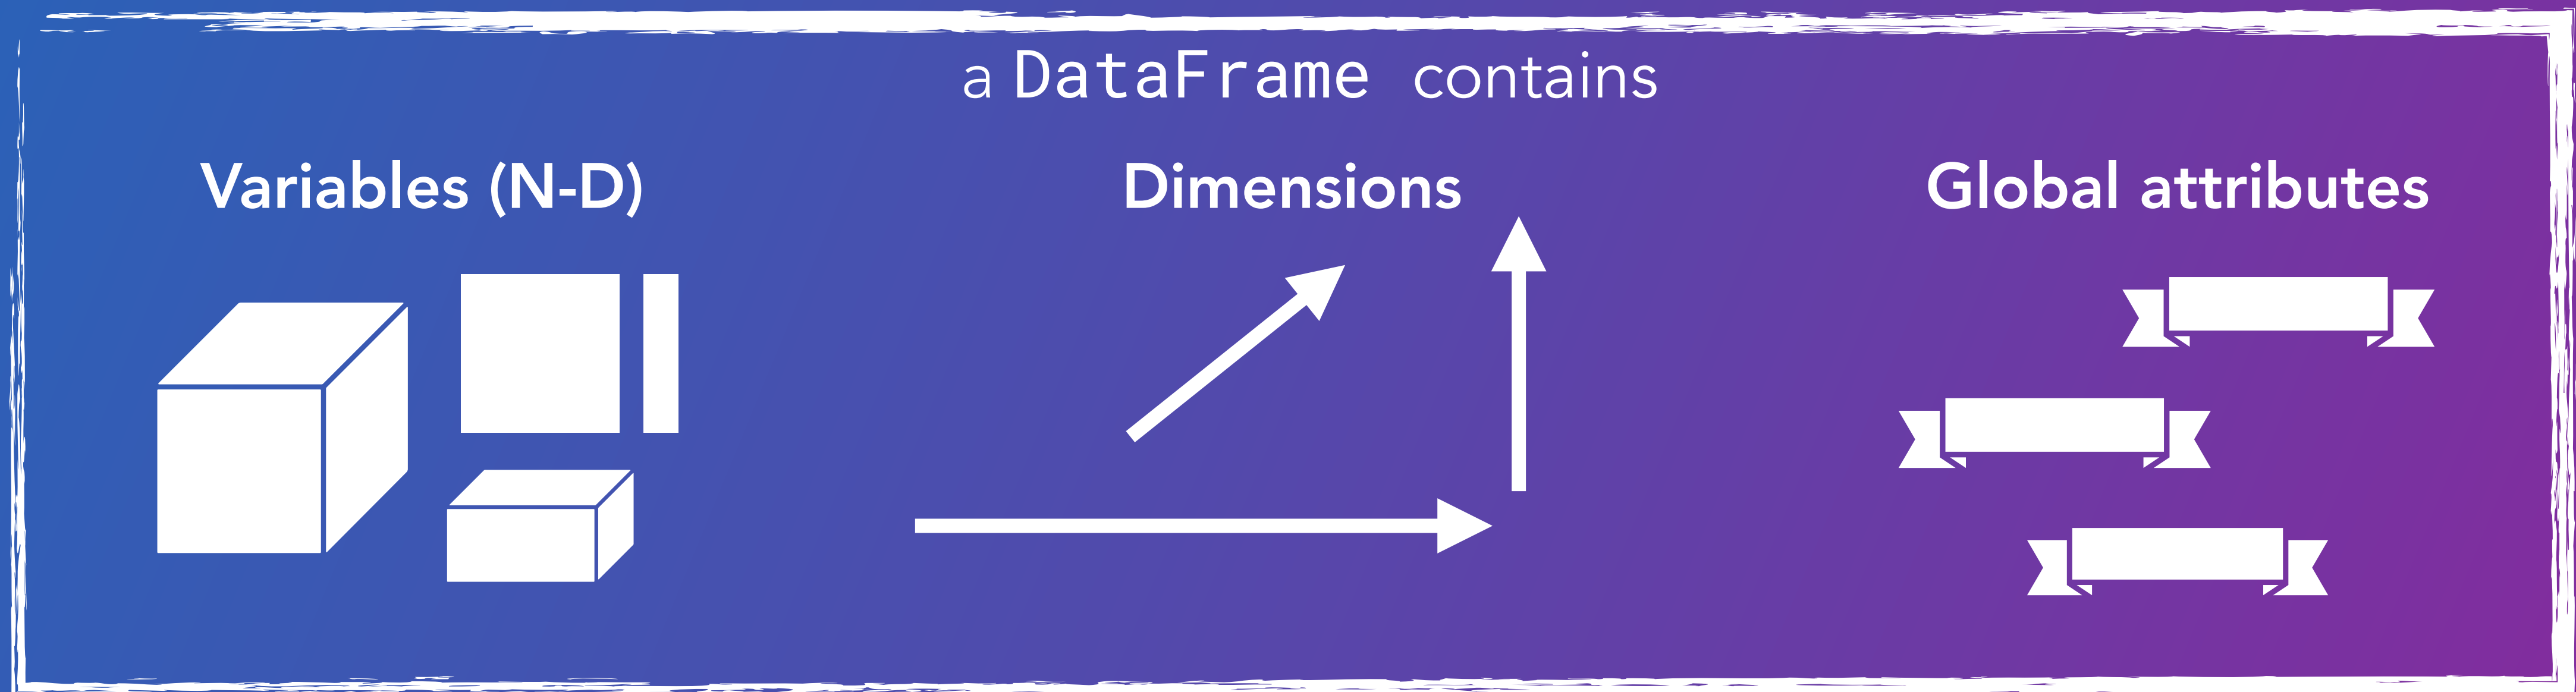 a DataFrame contains
Variables (N-D)
Dimensions
Global attributes